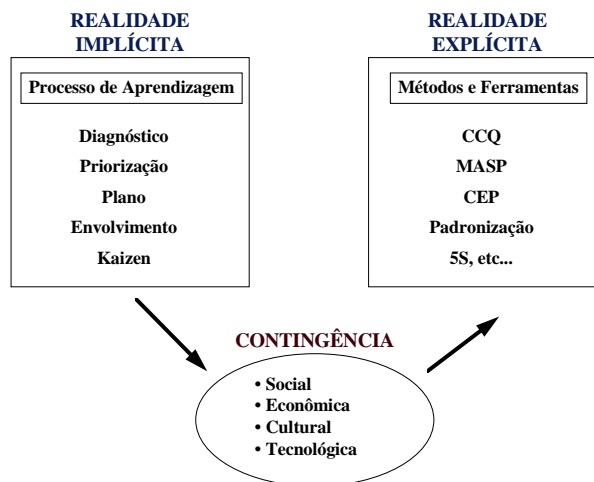 REALIDADE
IMPLÍCITA
Processo de Aprendizagem
Diagnóstico
Priorização
Plano
Envolvimento
Kaizen
REALIDADE
EXPLÍCITA
Métodos e Ferramentas
CCQ
MASP
CEP
Padronização
5S, etc...
CONTINGÊNCIA
• Social
• Econômica
• Cultural
• Tecnológica